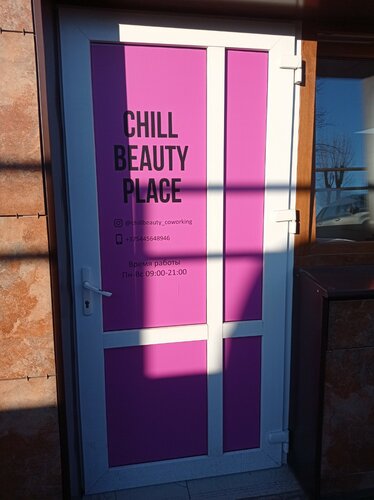 CHILL
BEAUTY
PLACE
@chillbeauty_coworking
+375445648946
Время работы
Пн-Вс 09:00-21:00